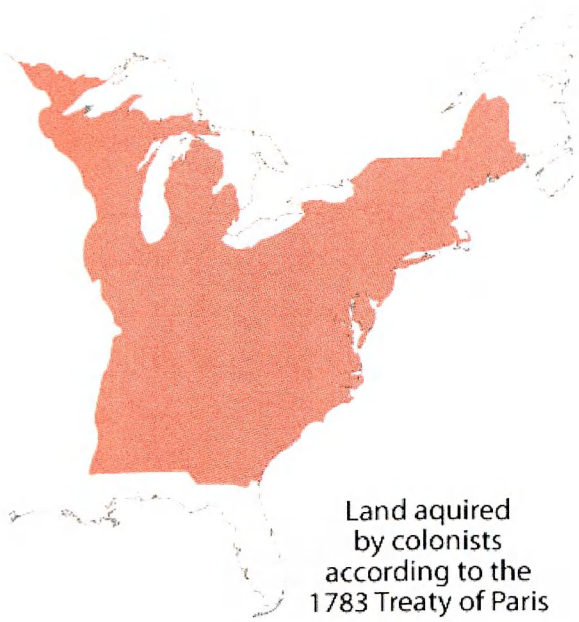 Land aquired
by colonists
according to the
1783 Treaty of Paris